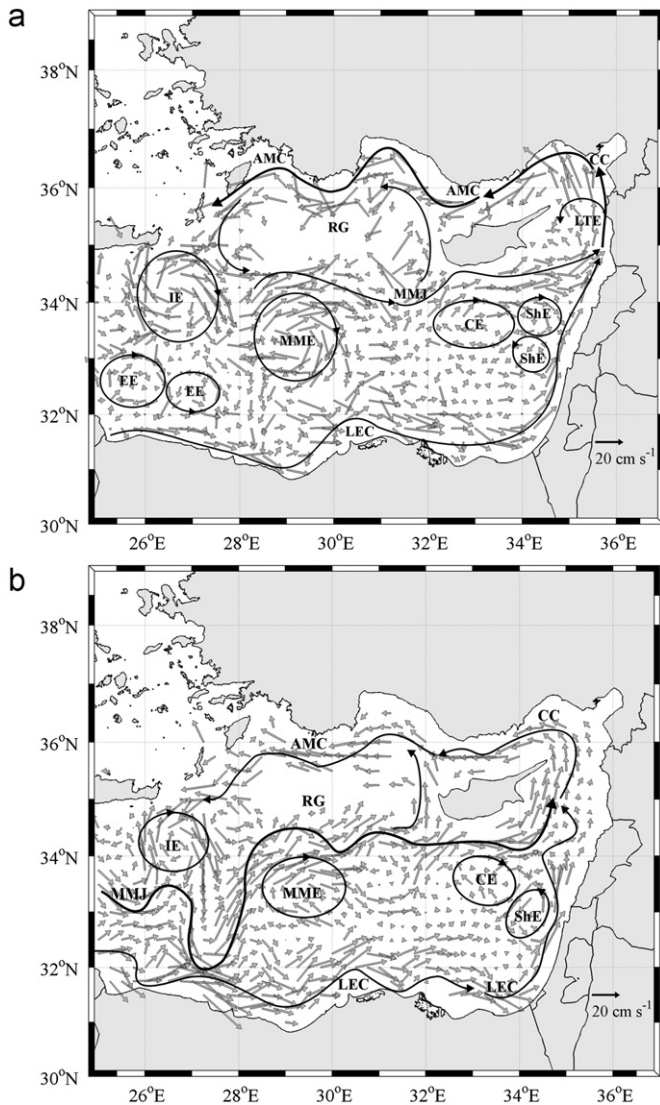 a
38°N
AMC
CC
36°N
AMC
LTE
RG
34°N
MMJ
IE
ShE
CE
MME
ShE
EE
EE
32°N
LEC
20 cm s-1
30°N
26°E 28°E 30°E 32°E 34°E 36°E
b
38°N
CC
AMC
36°N
RG
IE
34°N
CE
MMJ
MME
ShE
32°N
LEC
LEC
20 cm s-1
30°N
26°E 28°E 30°E 32°E 34°E 36°E